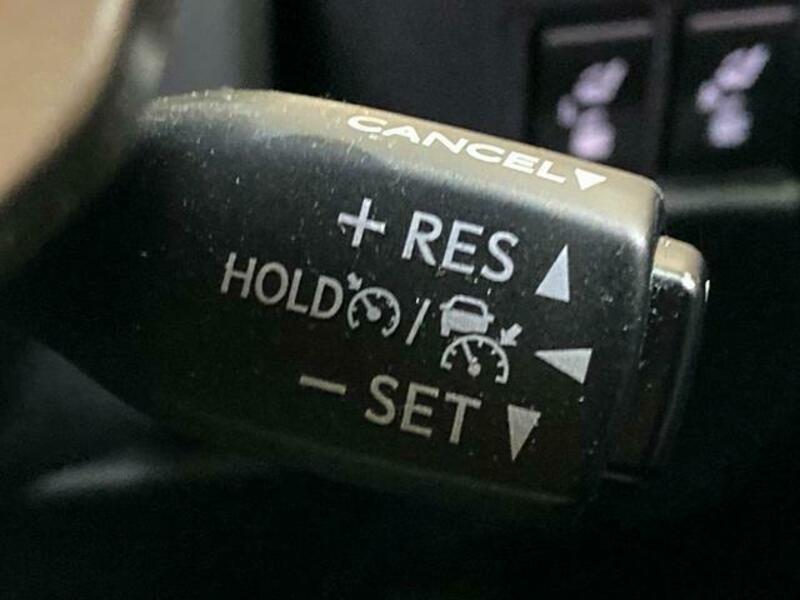 CANCEL▼
+ RES ▲
HOLD / ◀
− SET ▼